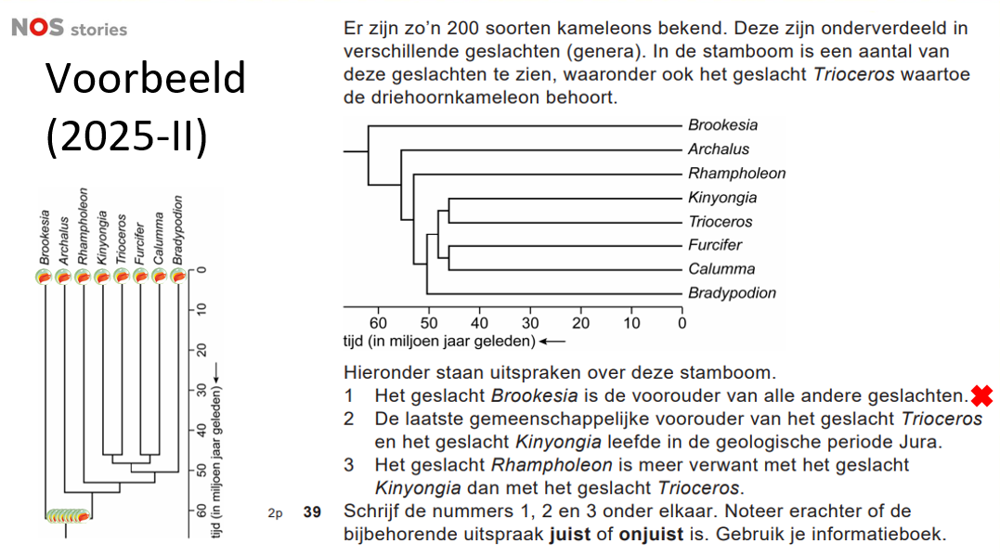 NOS stories
Voorbeeld
(2025-II)
Er zijn zo'n 200 soorten kameleons bekend. Deze zijn onderverdeeld in
verschillende geslachten (genera). In de stamboom is een aantal van
deze geslachten te zien, waaronder ook het geslacht Trioceros waartoe
de driehoornkameleon behoort.
Brookesia
Archalus
Rhampholeon
Kinyongia
Trioceros
Furcifer
Calumma
Bradypodion
60 50 40 30 20 10 0
tijd (in miljoen jaar geleden)
Brookesia
Archalus
Rhampholeon
Kinyongia
Trioceros
Furcifer
Calumma
Bradypodion
0
10
20
30
40
50
60
tijd (in miljoen jaar geleden)
Hieronder staan uitspraken over deze stamboom.
1 Het geslacht Brookesia is de voorouder van alle andere geslachten.
2 De laatste gemeenschappelijke voorouder van het geslacht Trioceros
en het geslacht Kinyongia leefde in de geologische periode Jura.
3 Het geslacht Rhampholeon is meer verwant met het geslacht
Kinyongia dan met het geslacht Trioceros.
2p 39 Schrijf de nummers 1, 2 en 3 onder elkaar. Noteer erachter of de
bijbehorende uitspraak juist of onjuist is. Gebruik je informatieboek.